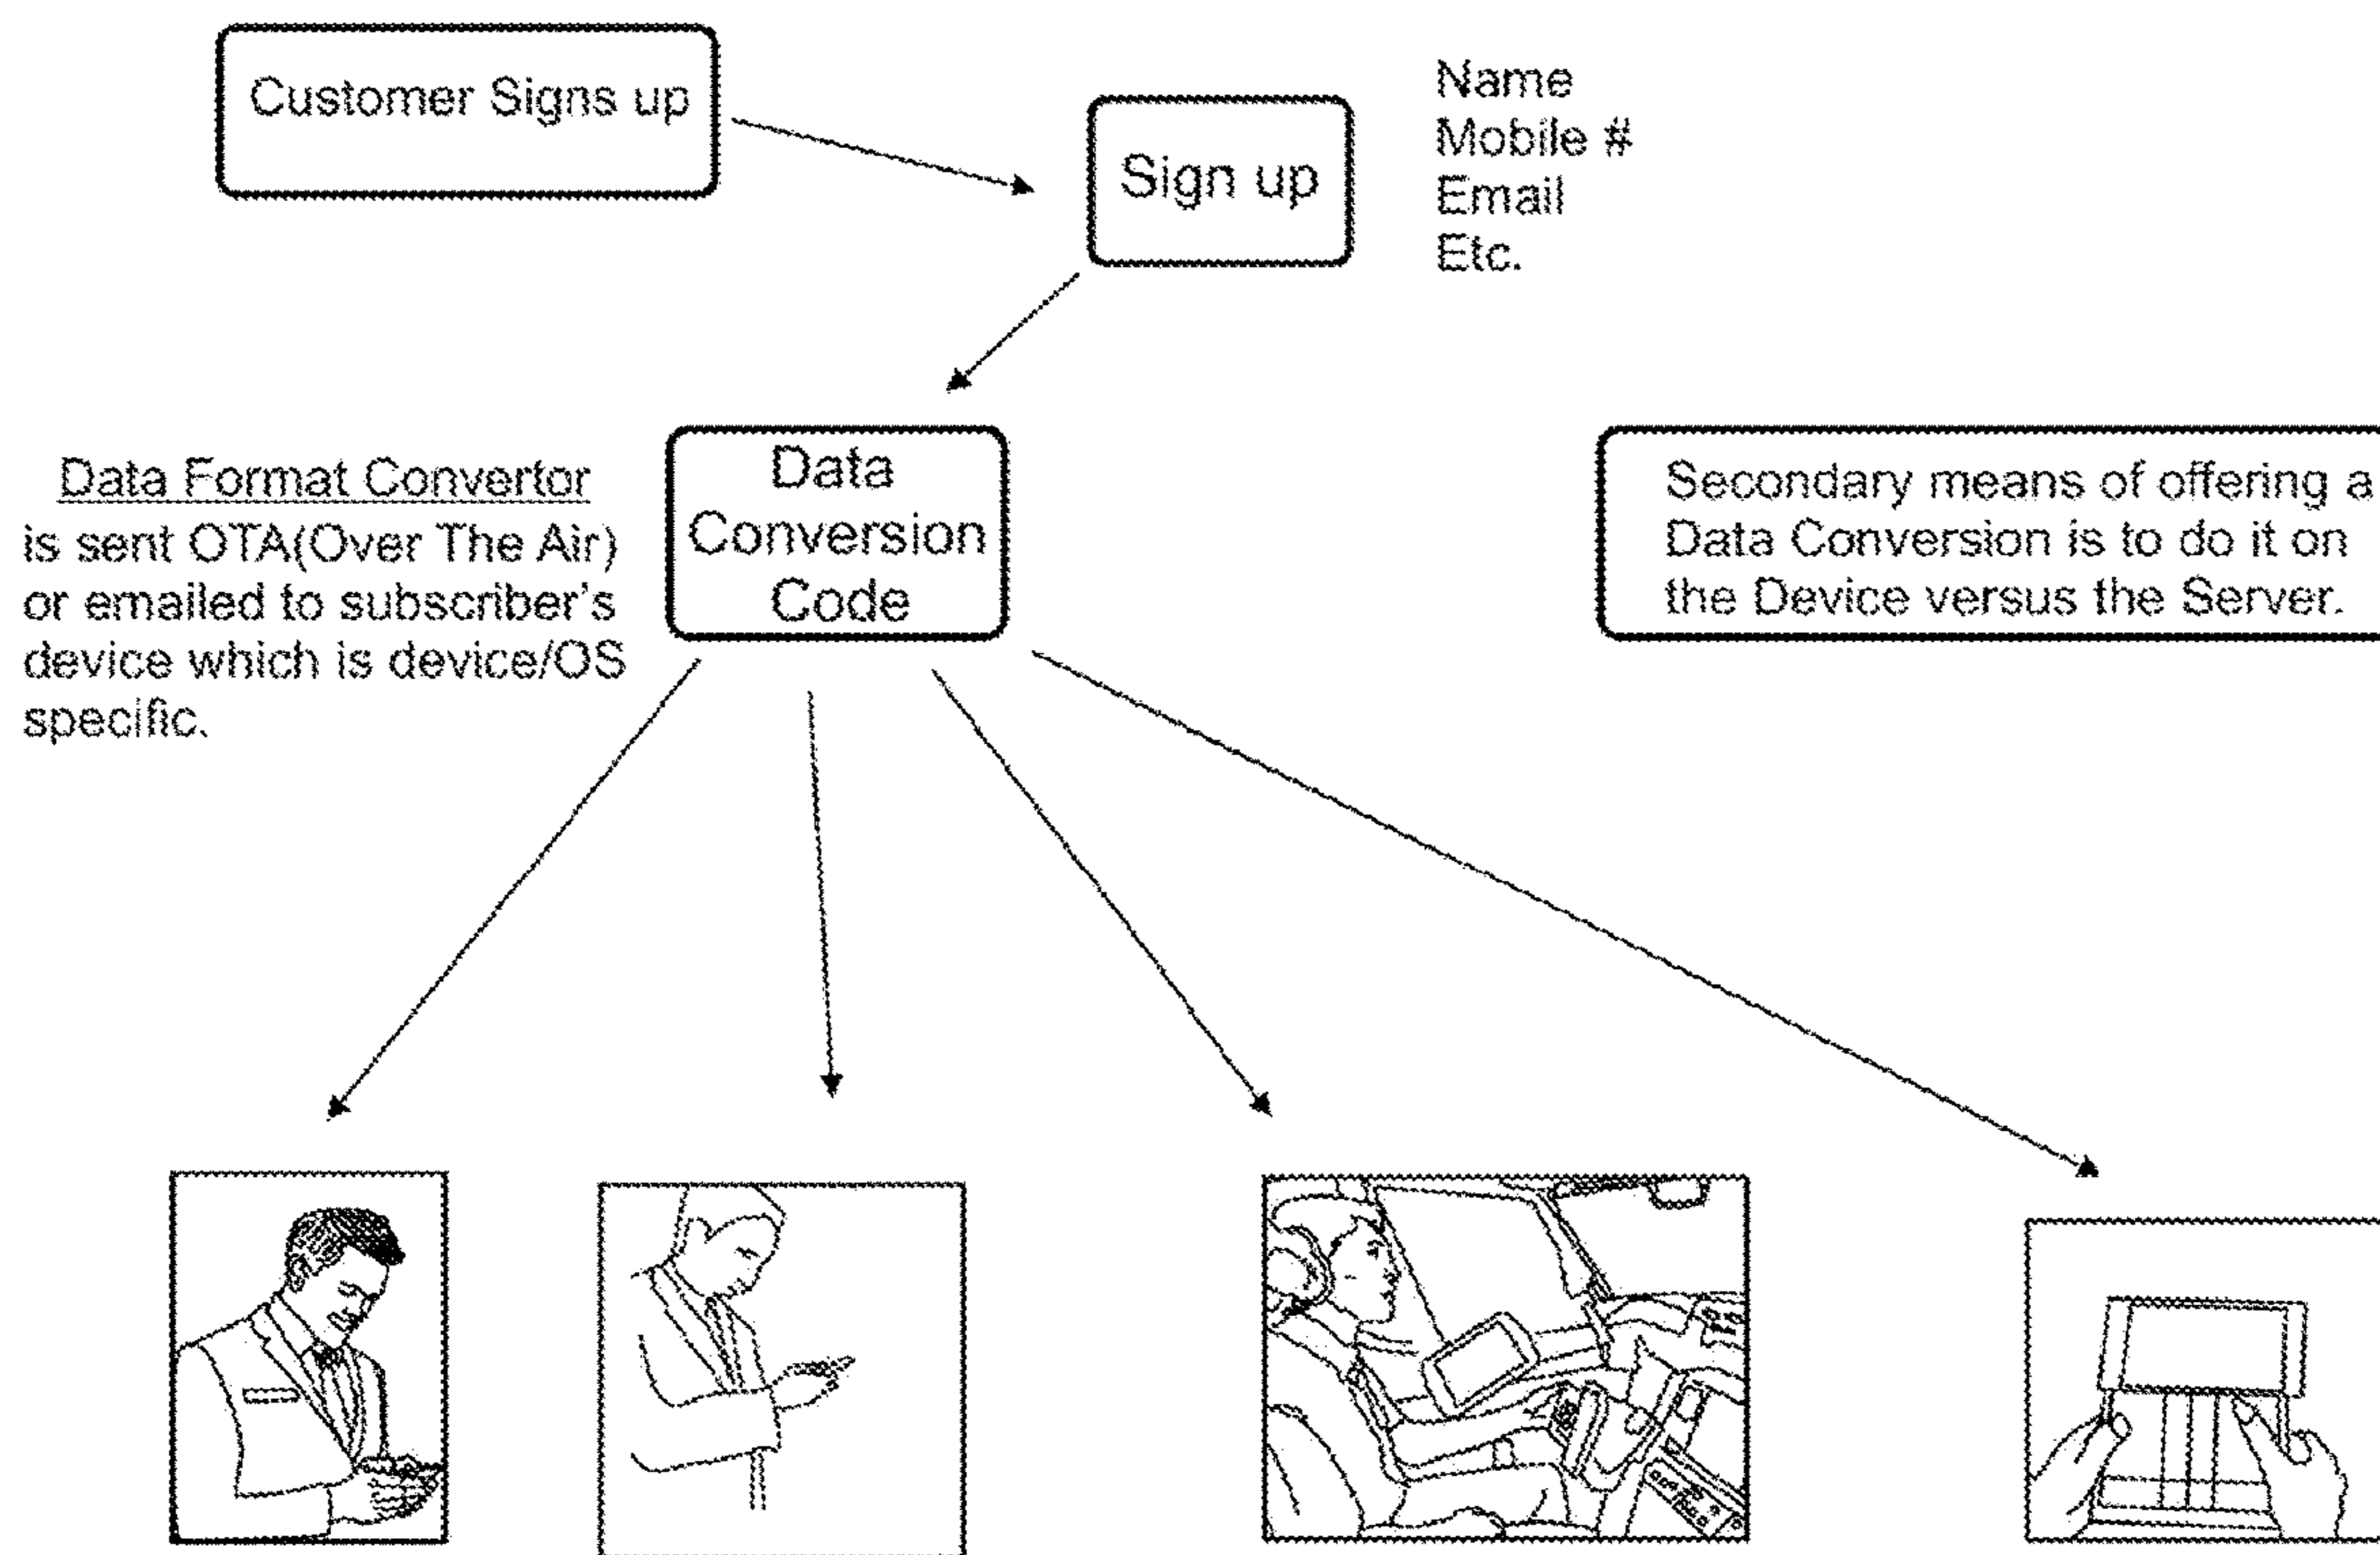 Customer Signs up
Sign up
Name
Mobile #
Email
Etc.
Data Format Convertor
is sent OTA(Over The Air)
or emailed to subscriber's
device which is device/OS
specific.
Data
Conversion
Code
Secondary means of offering a
Data Conversion is to do it on
the Device versus the Server.